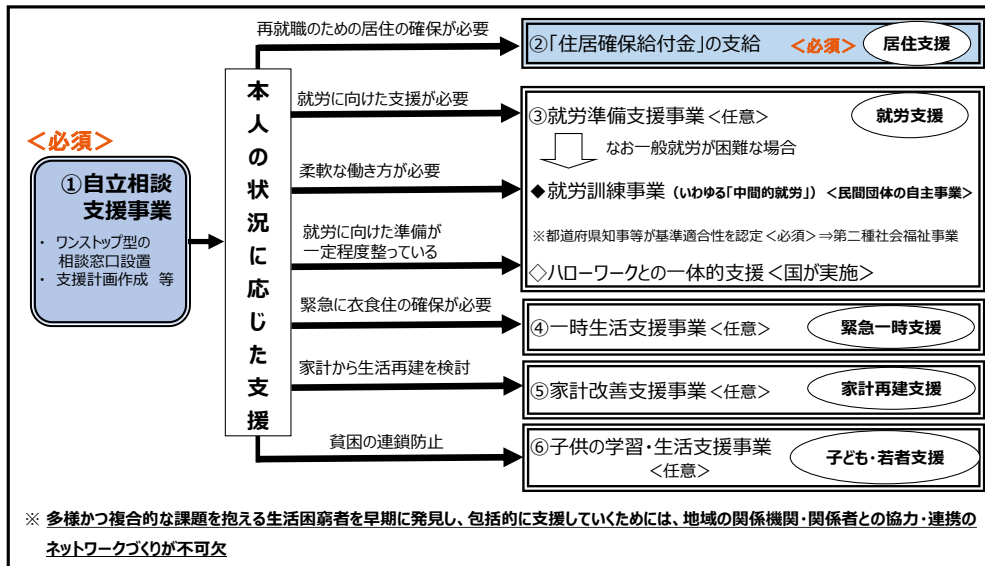 再就職のための居住の確保が必要
②「住居確保給付金」の支給 <必須> 居住支援
本人の状況に応じた支援
就労に向けた支援が必要
③就労準備支援事業<任意> 就労支援
なお一般就労が困難な場合
<必須>
①自立相談
支援事業
・ ワンストップ型の
相談窓口設置
・ 支援計画作成 等
柔軟な働き方が必要
◆就労訓練事業 (いわゆる「中間的就労」) <民間団体の自主事業>
就労に向けた準備が
一定程度整っている
※都道府県知事等が基準適合性を認定<必須>⇒第二種社会福祉事業
◇ハローワークとの一体的支援<国が実施>
緊急に衣食住の確保が必要
④一時生活支援事業<任意> 緊急一時支援
家計から生活再建を検討
⑤家計改善支援事業<任意> 家計再建支援
貧困の連鎖防止
⑥子供の学習・生活支援事業
<任意>
子ども・若者支援
※ 多様かつ複合的な課題を抱える生活困窮者を早期に発見し、包括的に支援していくためには、地域の関係機関・関係者との協力・連携の
ネットワークづくりが不可欠